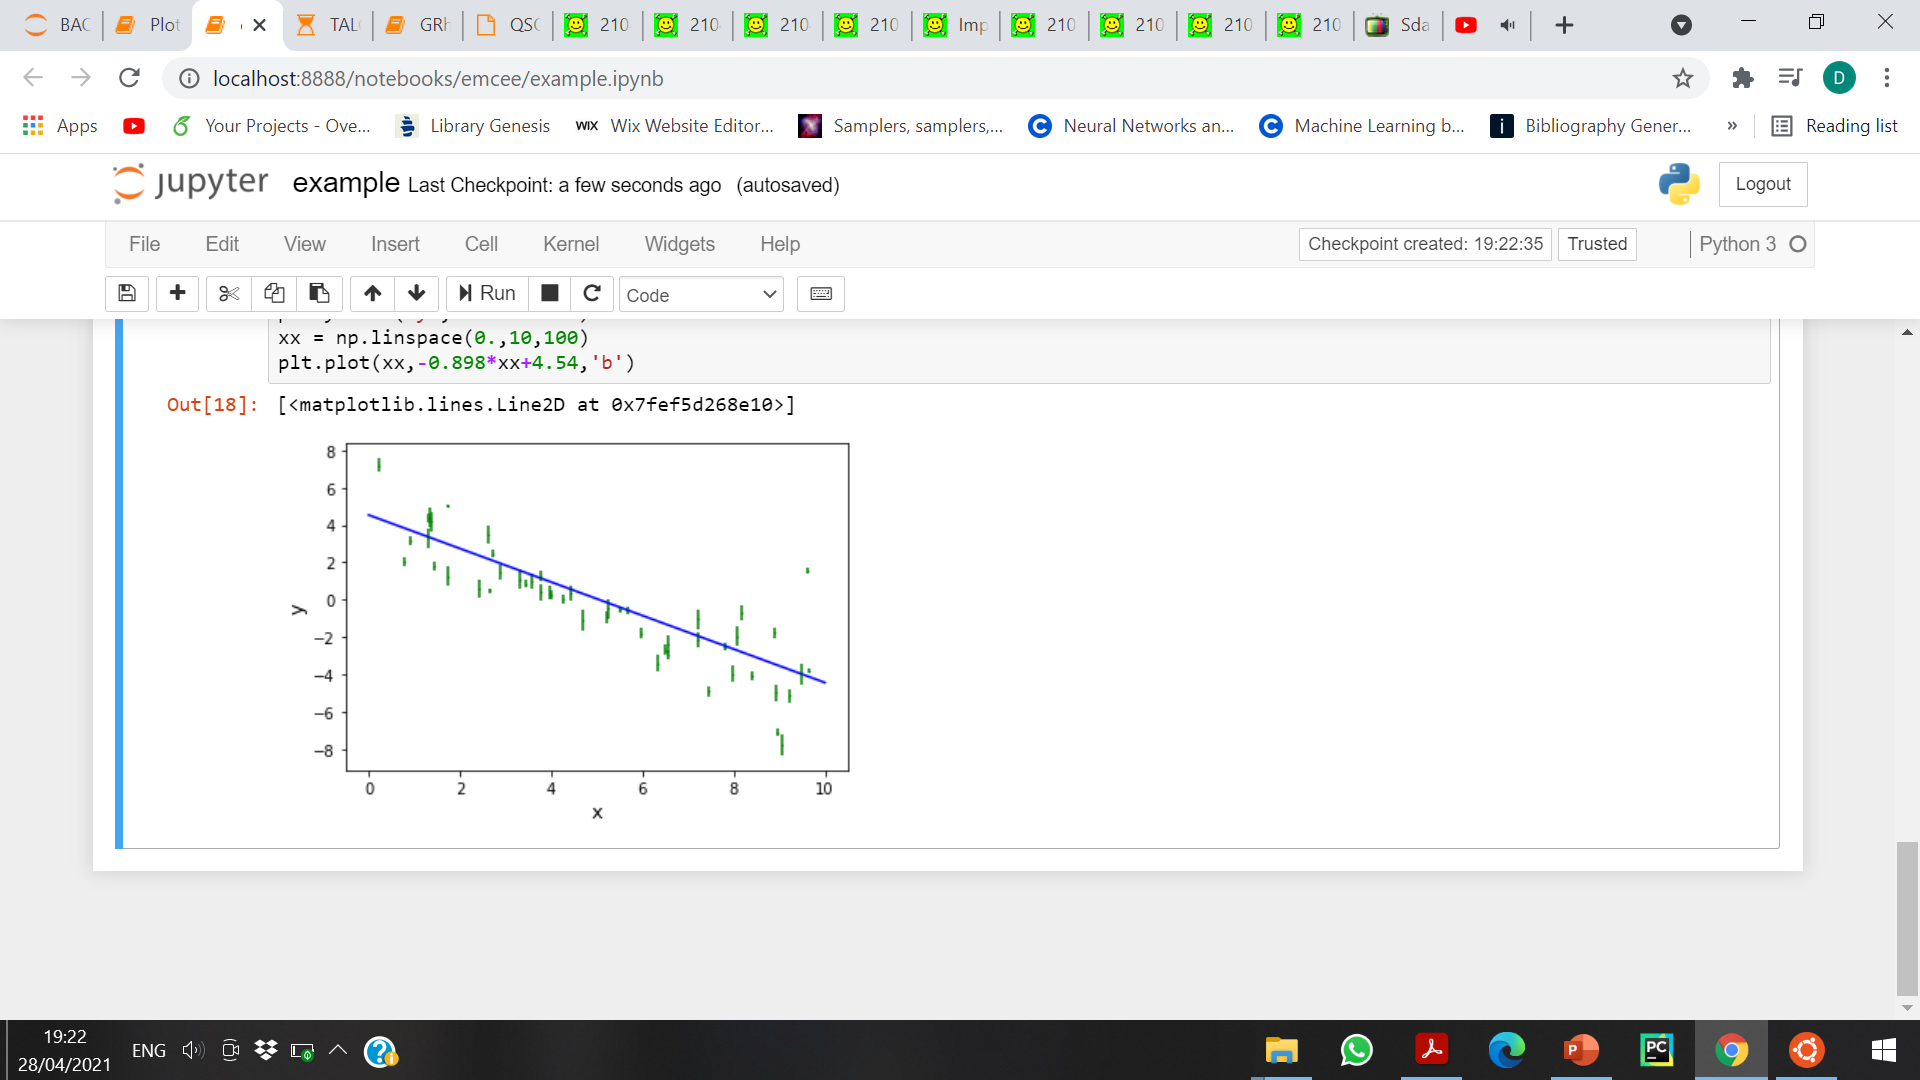 BAC
Plot
TAL
GRh
QSO
210
210
210
210
Imp
210
210
210
210
Sda
localhost:8888/notebooks/emcee/example.ipynb
D
Apps
Your Projects - Ove...
Library Genesis
WIX Wix Website Editor...
Samplers, samplers,...
Neural Networks an...
Machine Learning b...
Bibliography Gener...
»
Reading list
jupyter example Last Checkpoint: a few seconds ago (autosaved)
Logout
File Edit View Insert Cell Kernel Widgets Help
Checkpoint created: 19:22:35
Trusted
Python 3
Run
Code
xx = np.linspace(0.,10,100)
plt.plot(xx,-0.898*xx+4.54,'b')
Out[18]: [<matplotlib.lines.Line2D at 0x7fef5d268e10>]
8
6
4
2
0
−2
−4
−6
−8
y
0 2 4 6 8 10
x
19:22
28/04/2021
ENG
PC